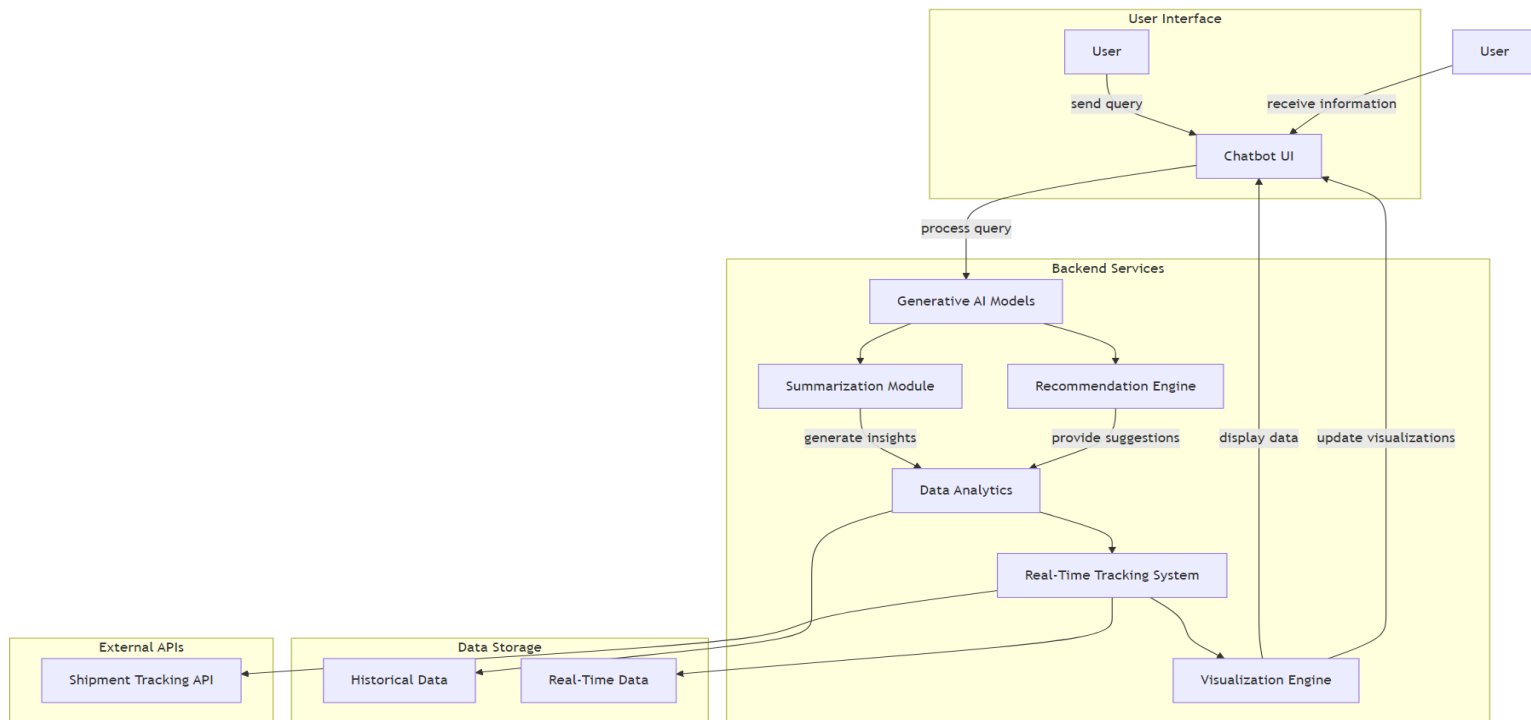 User Interface
User
User
send query
receive information
Chatbot UI
process query
Backend Services
Generative AI Models
Summarization Module
Recommendation Engine
generate insights
provide suggestions
display data
update visualizations
Data Analytics
Real-Time Tracking System
External APIs
Data Storage
Shipment Tracking API
Historical Data
Real-Time Data
Visualization Engine